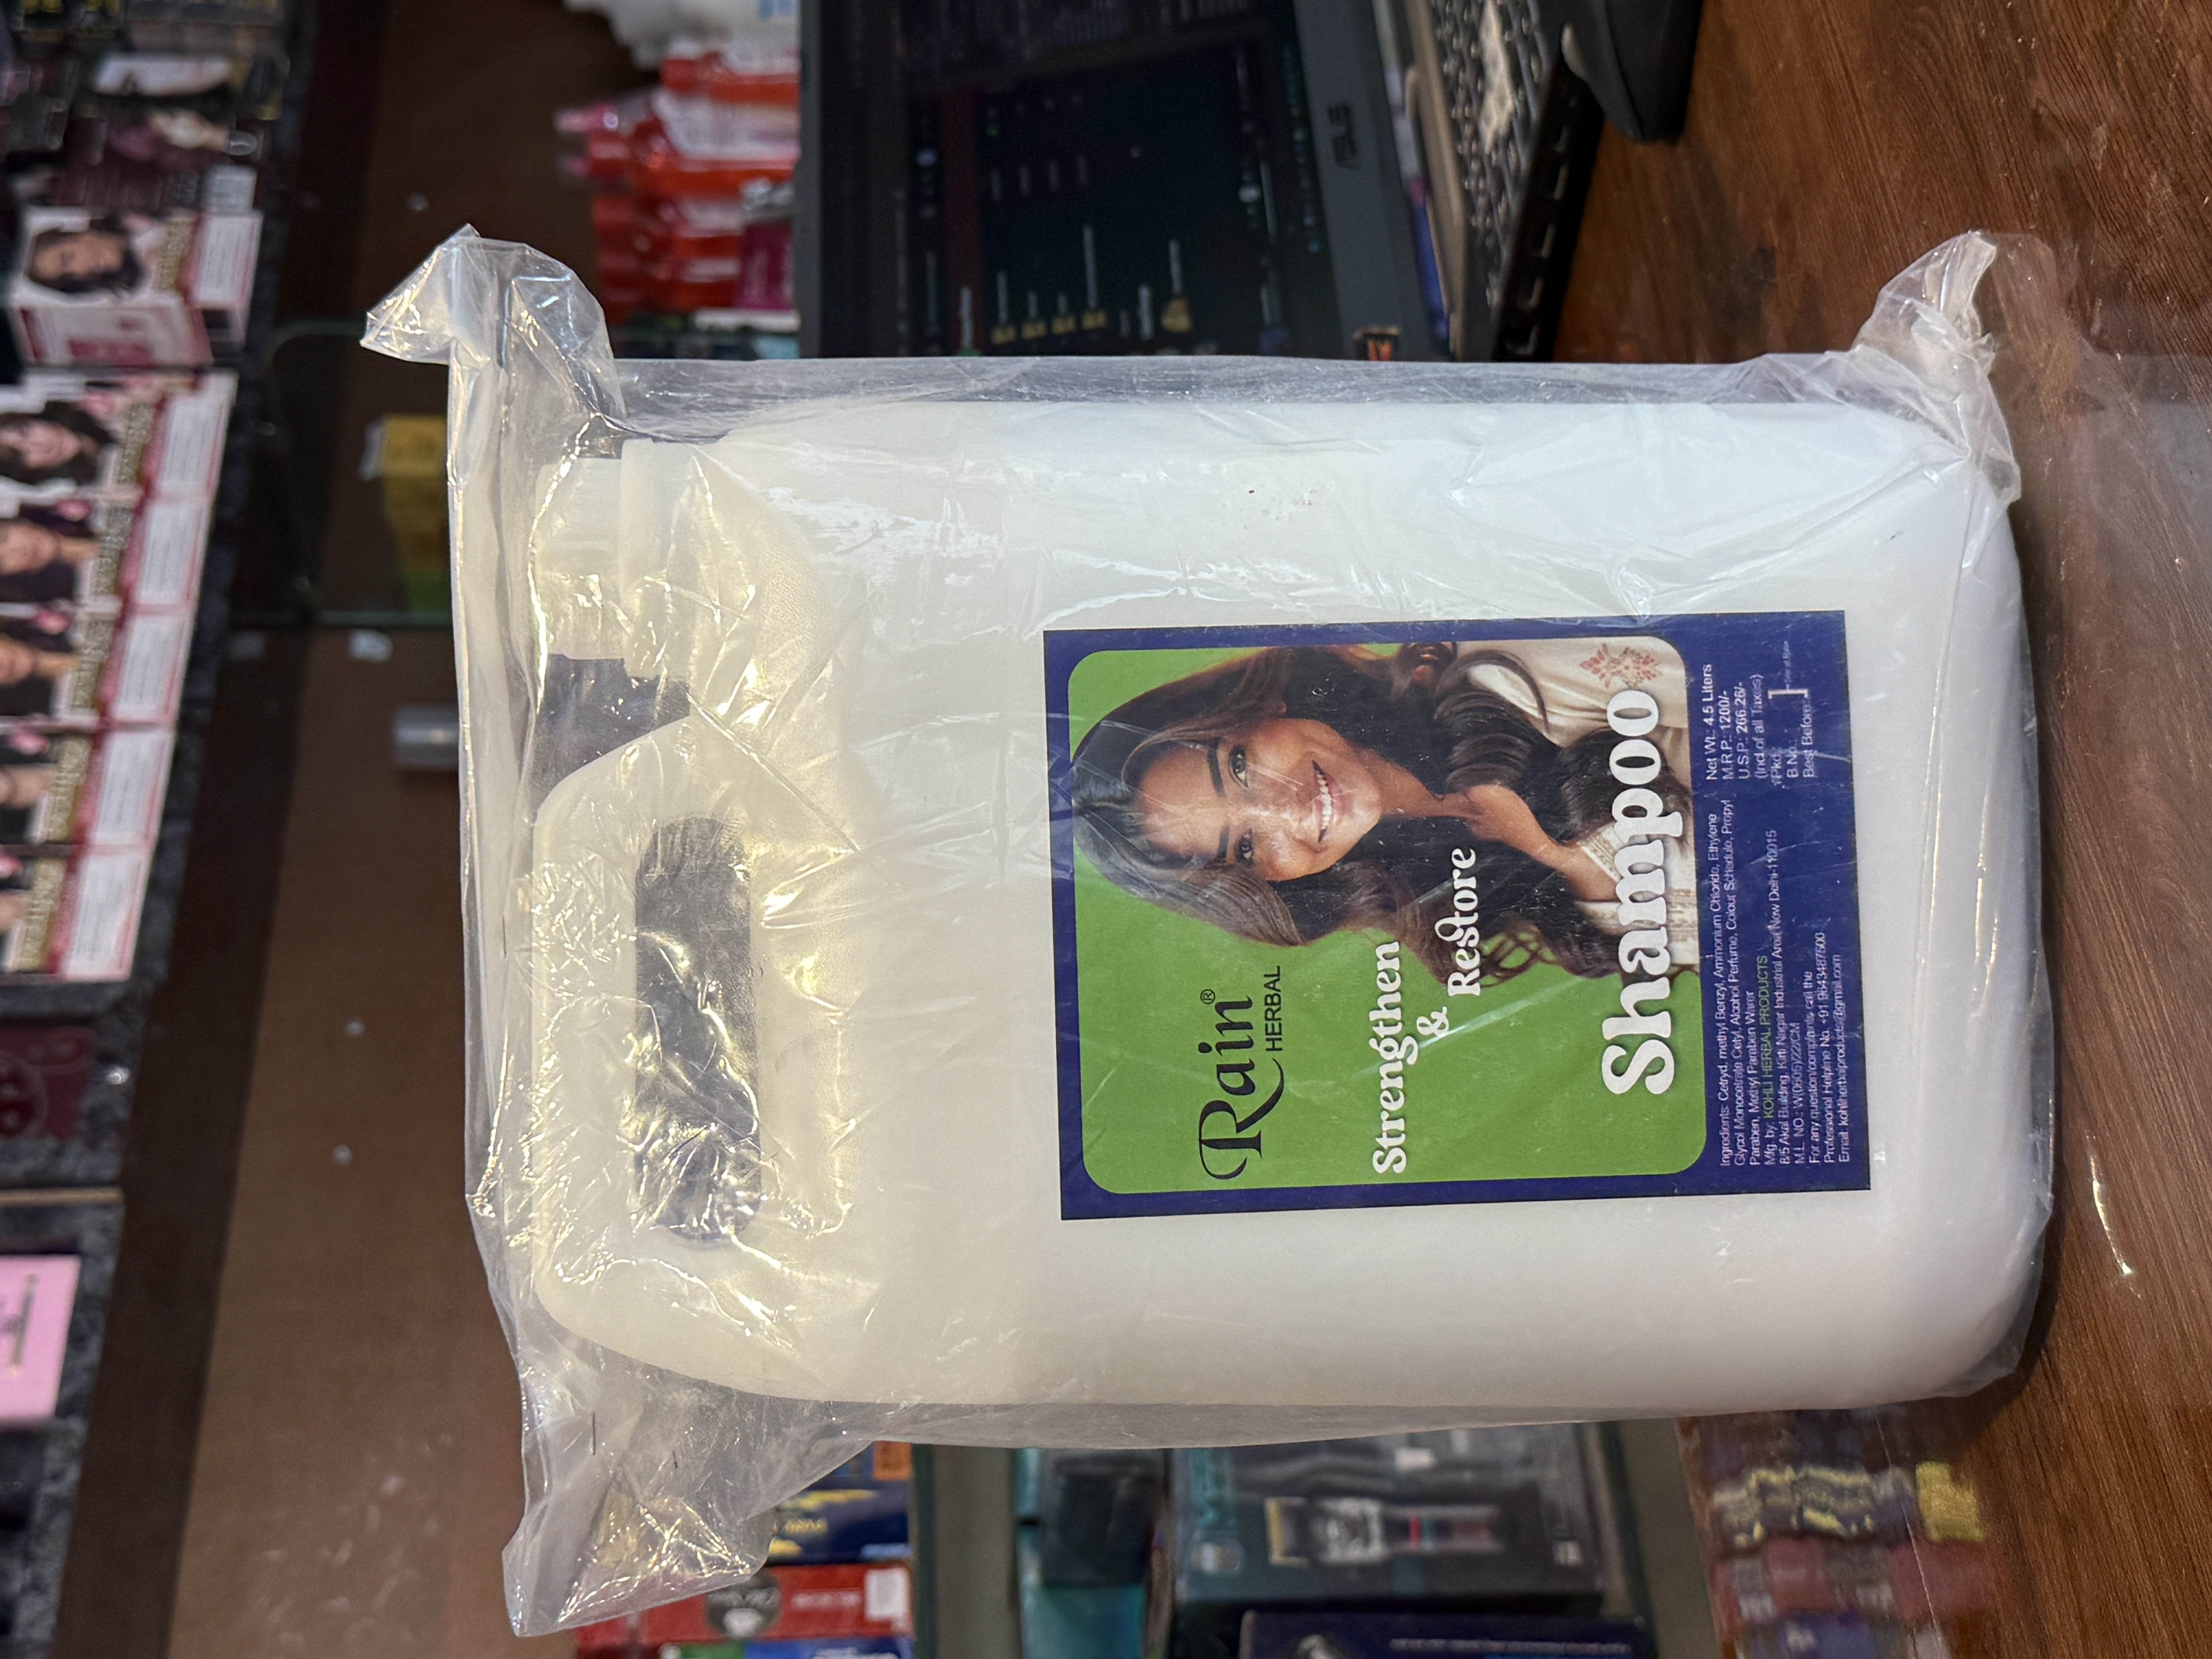 Rain®
HERBAL
Strengthen
&
Restore
Shampoo
Ingredients: Cetryd, methyl Benzyl, Ammonium Chloride, Ethylene
Glycol Monocetrate Cetyl, Alcohol Perfume, Colour Schedule, Propyl
Paraben, Methyl Paraben Warer
Mfg. by: KOHLI HERBAL PRODUCTS
8/5 Akal Building, Kirti Nagar Industrial Area New Delhi-110015
M.L. NO.: W(0605)/22/CM
For any question/complaints call the
Professional Helpline No. +91 9643487500
Email: kohliherbalproducts@gmail.com
Net Wt.: 4.5 Liters
M.R.P.: 1200/-
U.S.P.: 266.26/-
(Incl.of all Taxes)
Pkd.:
B.No.:
Best Before:
ASUS